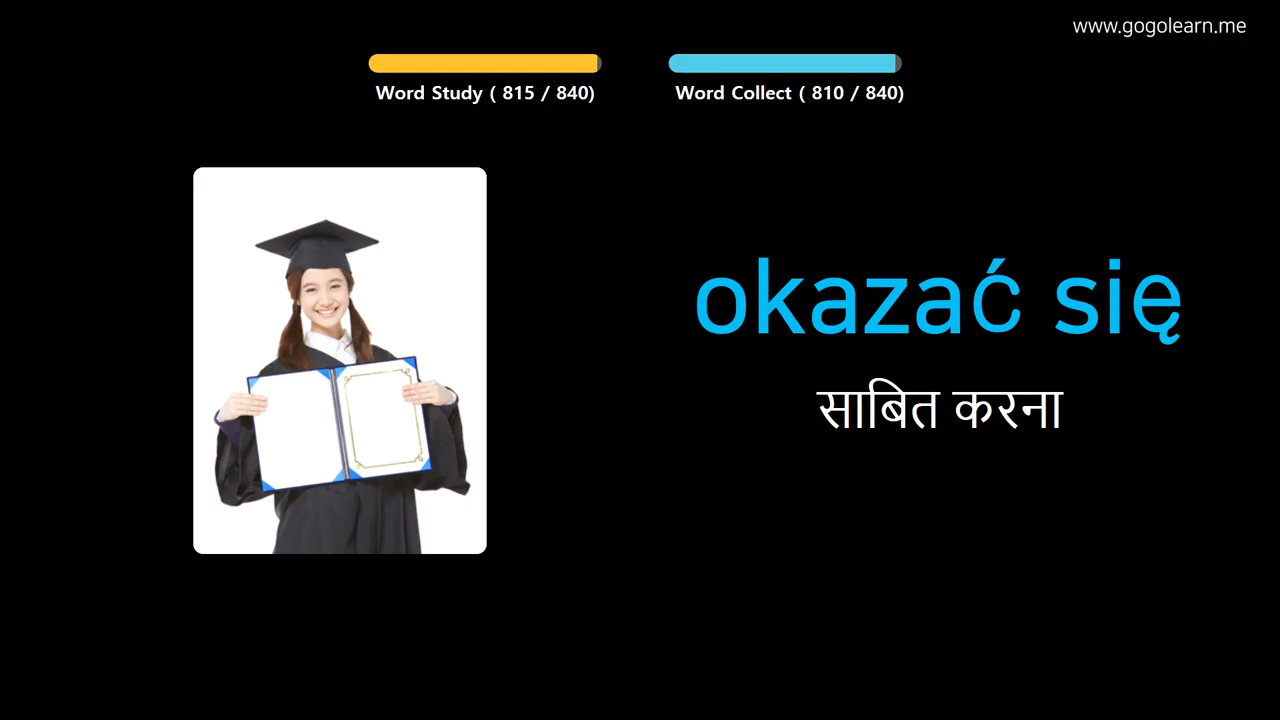 www.gogolearn.me
Word Study ( 815 / 840)
Word Collect ( 810 / 840)
okazać się
साबित करना